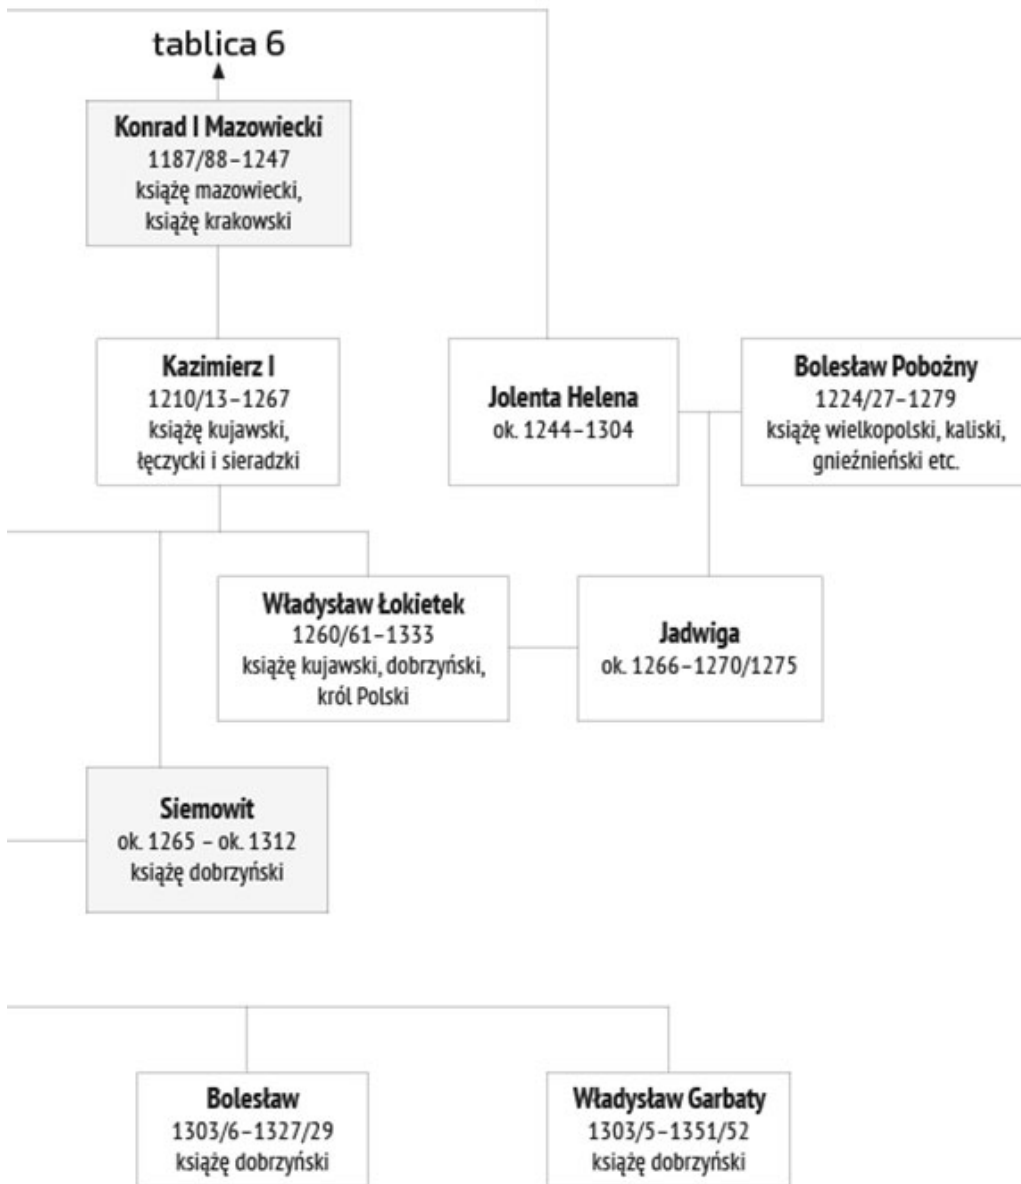 tablica 6
Konrad I Mazowiecki
1187/88–1247
książę mazowiecki,
książę krakowski
Kazimierz I
1210/13–1267
książę kujawski,
łęczycki i sieradzki
Jolenta Helena
ok. 1244–1304
Bolesław Pobożny
1224/27–1279
książę wielkopolski, kaliski,
gnieźnieński etc.
Władysław Łokietek
1260/61–1333
książę kujawski, dobrzyński,
król Polski
Jadwiga
ok. 1266–1270/1275
Siemowit
ok. 1265 – ok. 1312
książę dobrzyński
Bolesław
1303/6–1327/29
książę dobrzyński
Władysław Garbaty
1303/5–1351/52
książę dobrzyński